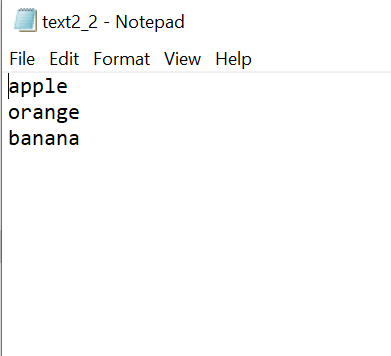 text2_2 - Notepad
File Edit Format View Help
apple
orange
banana